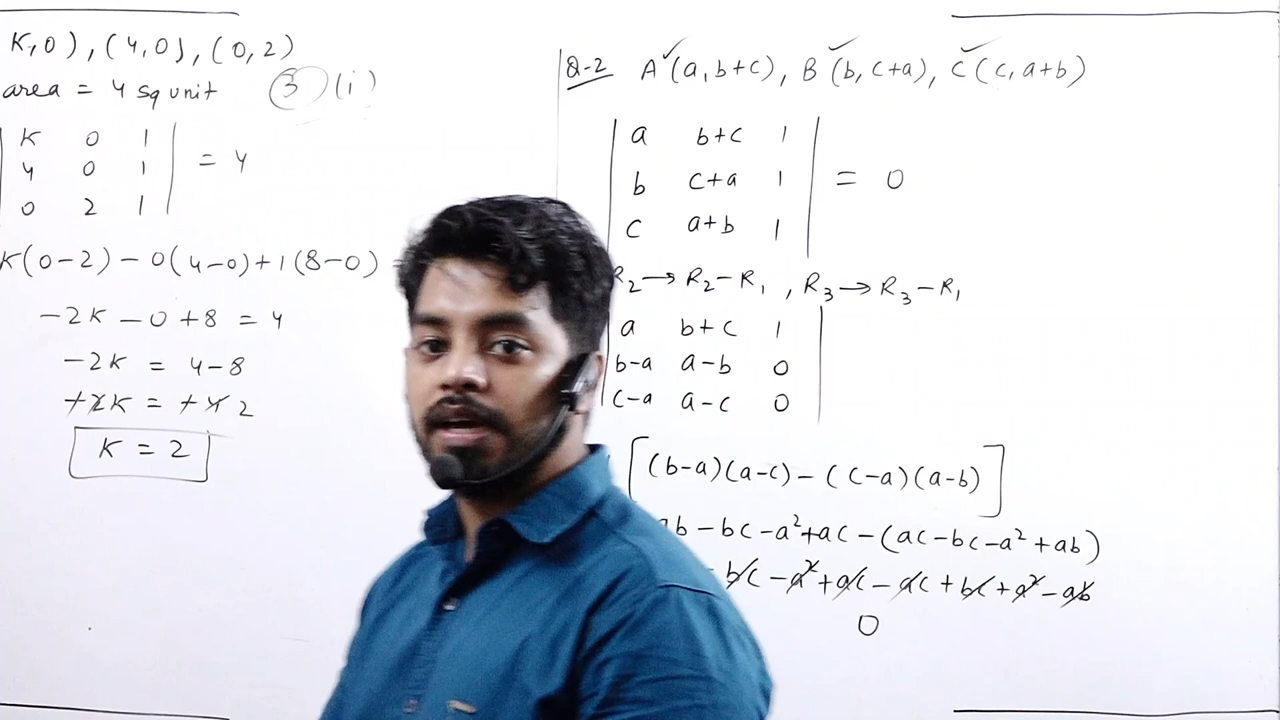 K,0), (4,0), (0,2)
area = 4 sq unit ③ (i)
| K 0 1 |
| 4 0 1 | = 4
| 0 2 1 |
K(0-2) - 0(4-0) + 1(8-0) =
-2K - 0 + 8 = 4
-2K = 4-8
+2K = +4 2
K = 2
Q-2 A(a, b+c), B(b, c+a), C(c, a+b)
| a b+c 1 |
| b c+a 1 | = 0
| c a+b 1 |
R₂ → R₂-R₁, R₃ → R₃-R₁
| a b+c 1 |
| b-a a-b 0 |
| c-a a-c 0 |
[(b-a)(a-c) - (c-a)(a-b)]
ab - bc - a² + ac - (ac - bc - a² + ab)
- bc - a² + ac - ac + bc + a² - ab
0